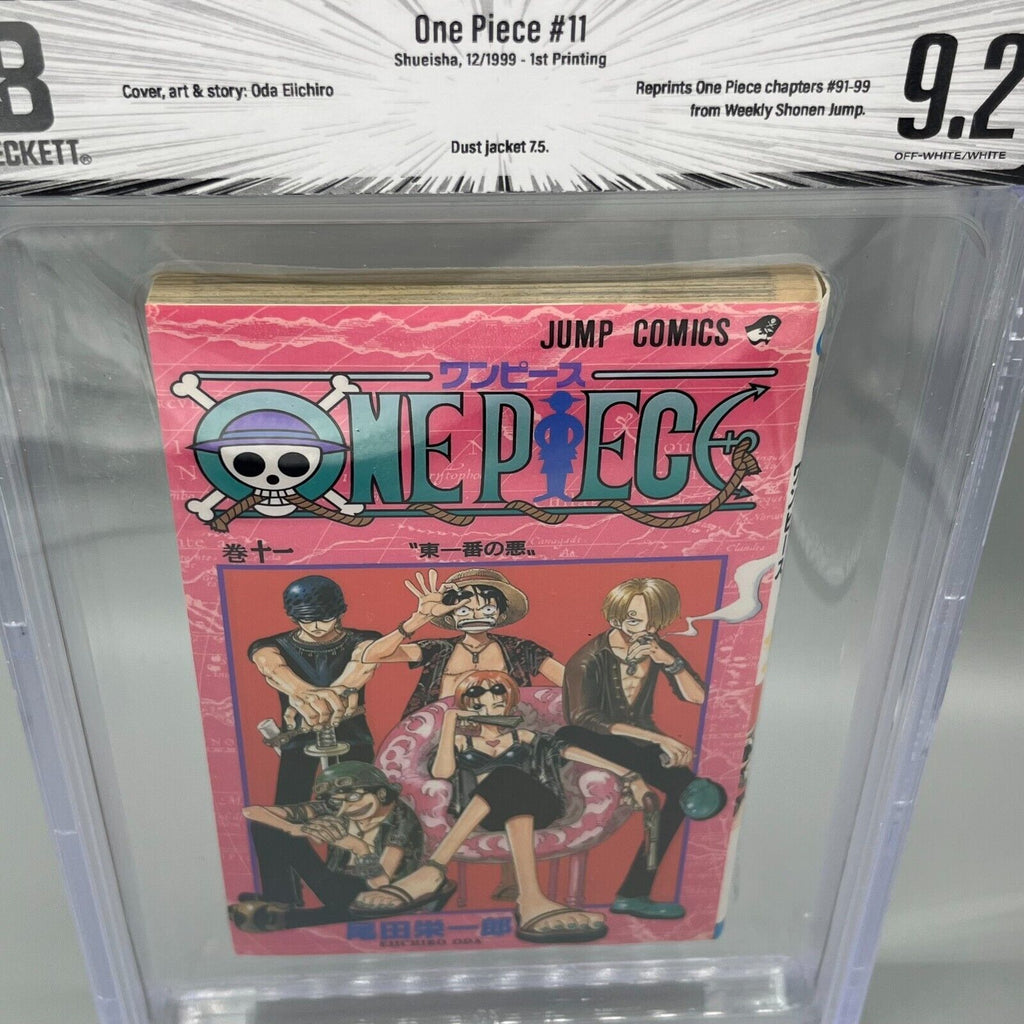 One Piece #11
Shueisha, 12/1999 - 1st Printing
Cover, art & story: Oda Eiichiro
Reprints One Piece chapters #91-99
from Weekly Shonen Jump.
Dust jacket 7.5.
9.2
OFF-WHITE/WHITE
B
ECKETT®
JUMP COMICS
ワンピース
ONE PIECE
巻十一
〝東一番の悪〟
尾田栄一郎
EIICHIRO ODA